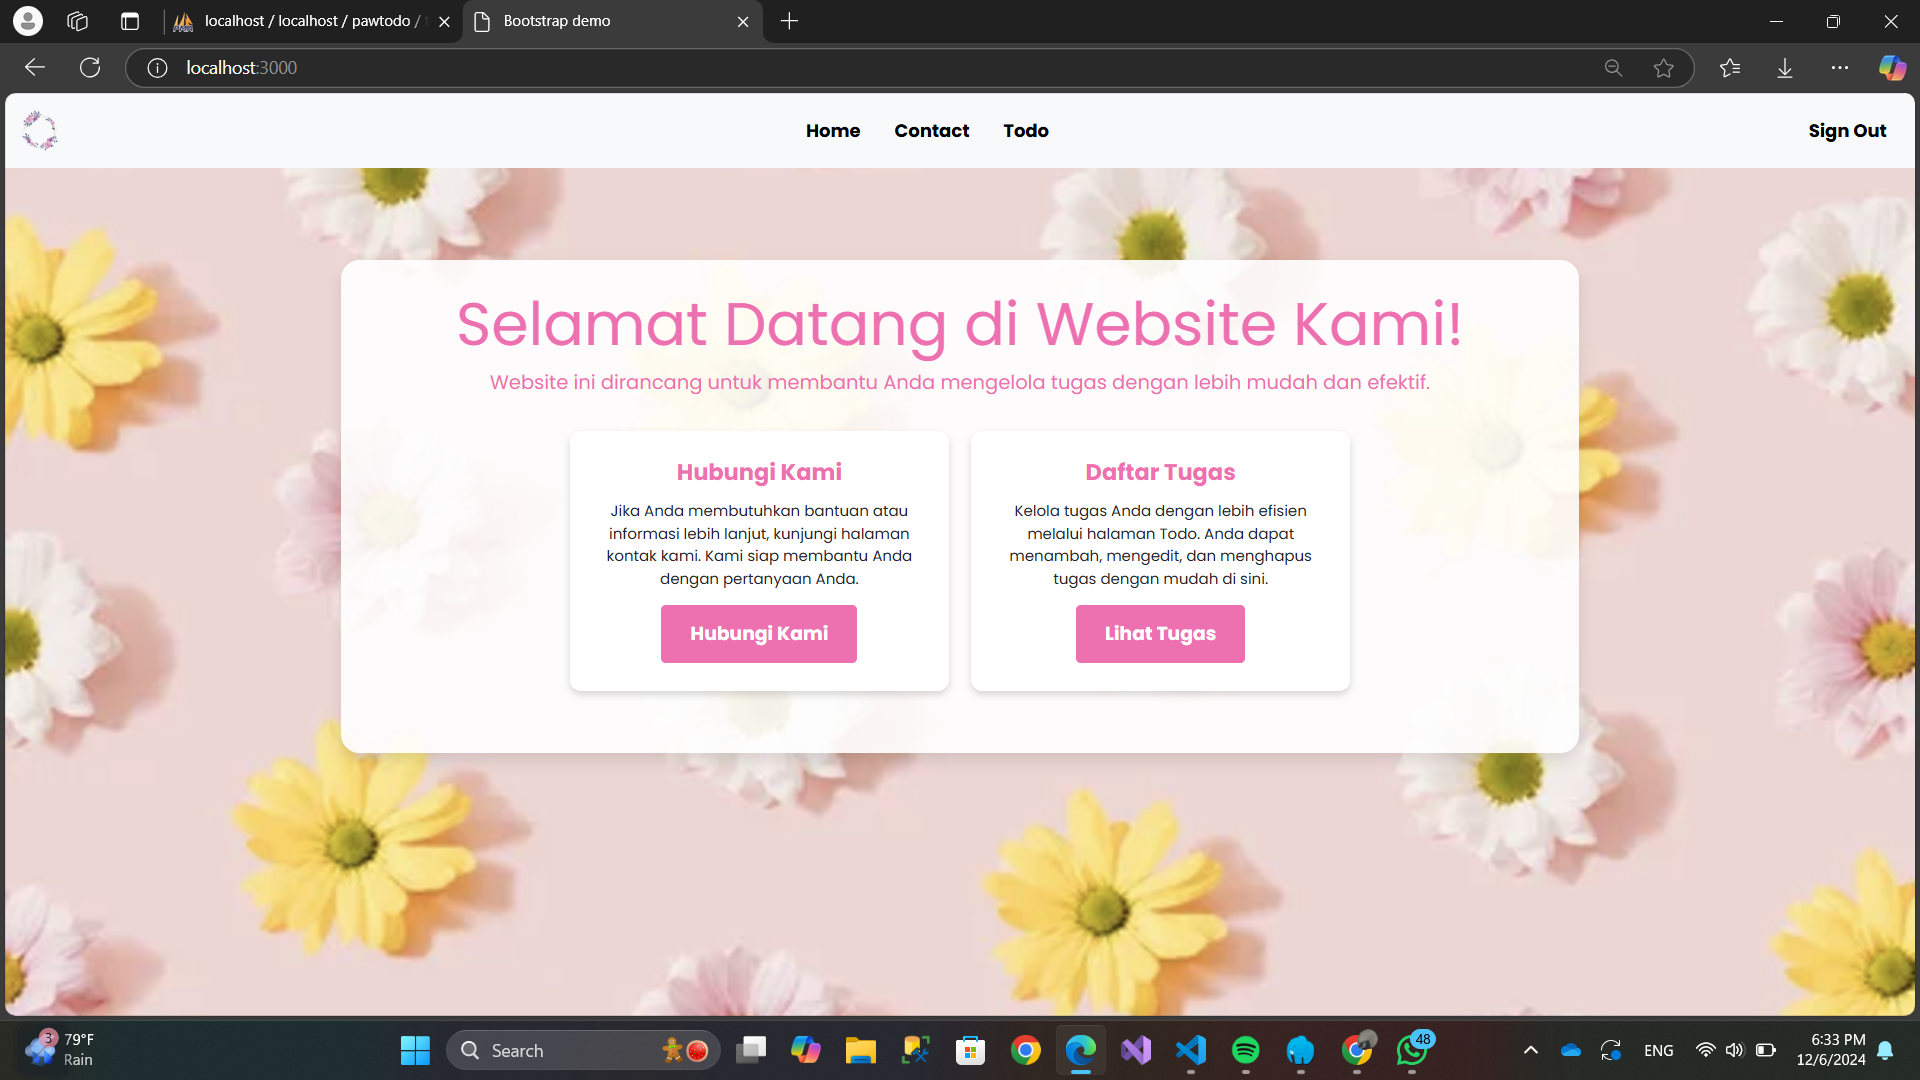 localhost / localhost / pawtodo /
Bootstrap demo
localhost:3000
Home Contact Todo
Sign Out
Selamat Datang di Website Kami!
Website ini dirancang untuk membantu Anda mengelola tugas dengan lebih mudah dan efektif.
Hubungi Kami
Jika Anda membutuhkan bantuan atau
informasi lebih lanjut, kunjungi halaman
kontak kami. Kami siap membantu Anda
dengan pertanyaan Anda.
Hubungi Kami
Daftar Tugas
Kelola tugas Anda dengan lebih efisien
melalui halaman Todo. Anda dapat
menambah, mengedit, dan menghapus
tugas dengan mudah di sini.
Lihat Tugas
3
79°F
Rain
Search
48
ENG
6:33 PM
12/6/2024